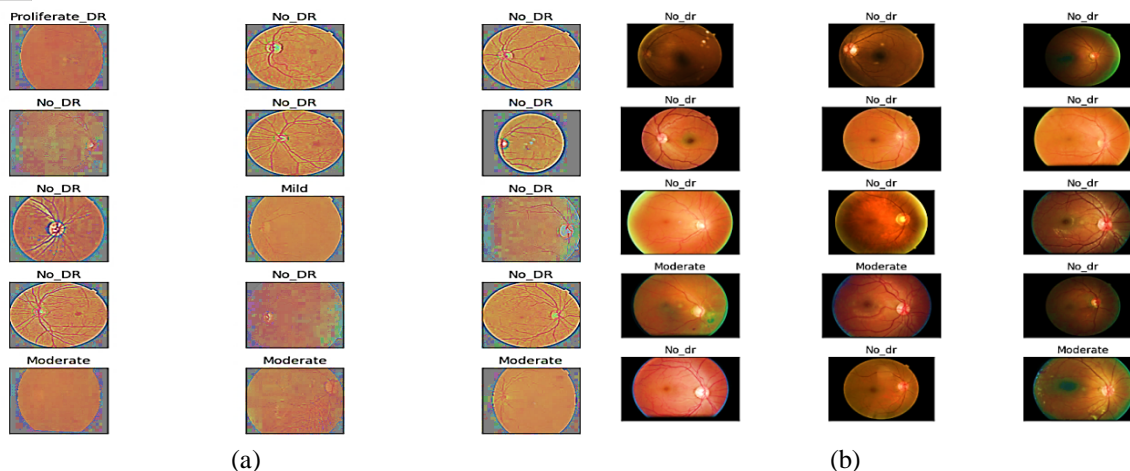 Proliferate_DR No_DR No_DR No_dr No_dr No_dr
No_DR No_DR No_DR No_dr No_dr No_dr
No_DR Mild No_DR No_dr No_dr No_dr
No_DR No_DR No_DR Moderate Moderate No_dr
Moderate Moderate Moderate No_dr No_dr Moderate
(a) (b)